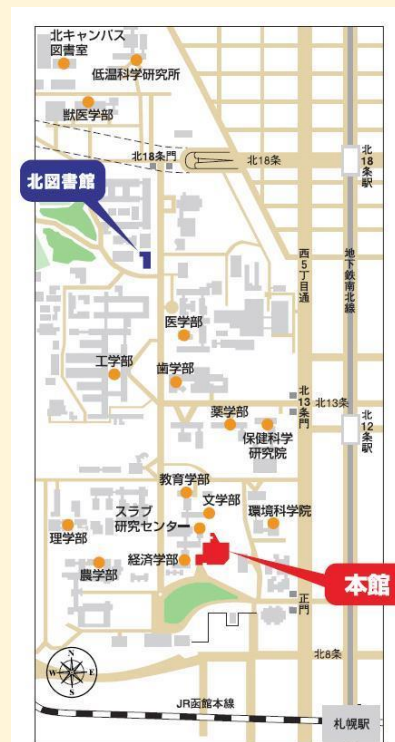 北キャンパス
図書室
低温科学研究所
獣医学部
北18条門
北18条
北18条駅
北図書館
西5丁目通
地下鉄南北線
医学部
工学部
歯学部
北13条門
北13条
北12条駅
薬学部
保健科学
研究院
教育学部
文学部
スラブ
研究センター
環境科学院
理学部
経済学部
農学部
本館
正門
北8条
N
W
E
S
JR函館本線
札幌駅